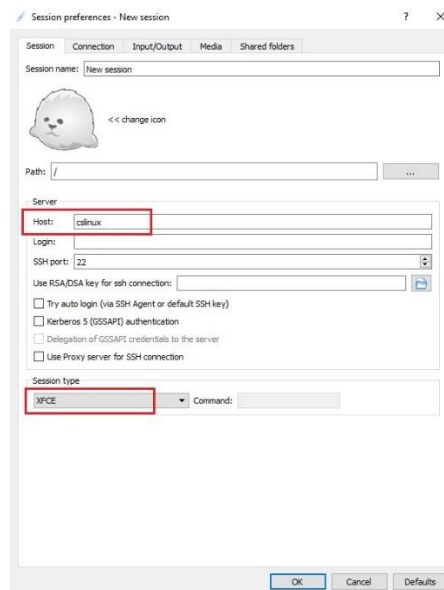 Session preferences - New session ? X
Session Connection Input/Output Media Shared folders
Session name: New session
<< change icon
Path: / ...
Server
Host: cslinux
Login:
SSH port: 22
Use RSA/DSA key for ssh connection:
Try auto login (via SSH Agent or default SSH key)
Kerberos 5 (GSSAPI) authentication
Delegation of GSSAPI credentials to the server
Use Proxy server for SSH connection
Session type
XFCE Command:
OK Cancel Defaults